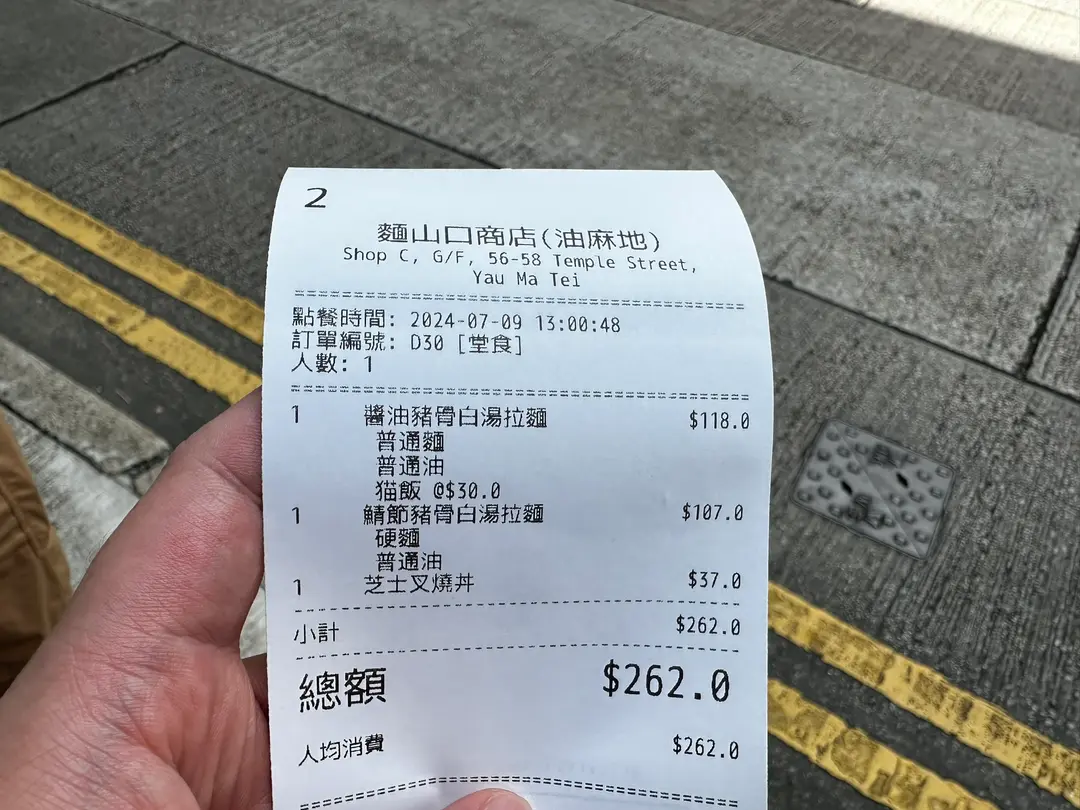 2
麵山口商店(油麻地)
Shop C, G/F, 56-58 Temple Street,
Yau Ma Tei
點餐時間: 2024-07-09 13:00:48
訂單編號: D30 [堂食]
人數: 1
1 醬油豬骨白湯拉麵 $118.0
普通麵
普通油
猫飯 @$30.0
1 鯖節豬骨白湯拉麵 $107.0
硬麵
普通油
1 芝士叉燒丼 $37.0
小計 $262.0
總額 $262.0
人均消費 $262.0